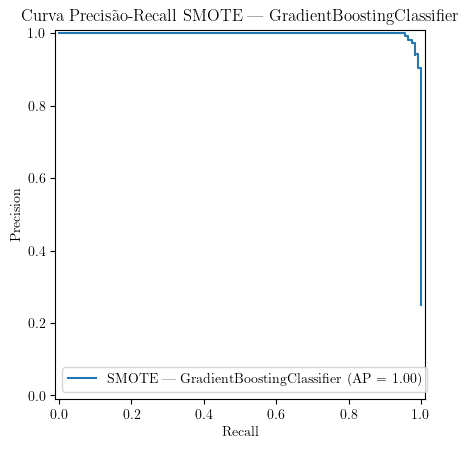 Curva Precisão-Recall SMOTE — GradientBoostingClassifier
1.0
0.8
0.6
0.4
0.2
0.0
Precision
SMOTE — GradientBoostingClassifier (AP = 1.00)
0.0 0.2 0.4 0.6 0.8 1.0
Recall